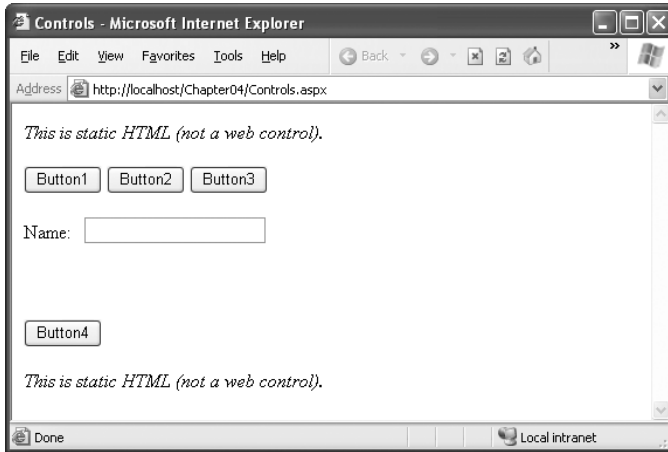 Controls - Microsoft Internet Explorer
File Edit View Favorites Tools Help Back »
Address http://localhost/Chapter04/Controls.aspx
This is static HTML (not a web control).
Button1 Button2 Button3
Name:
Button4
This is static HTML (not a web control).
Done Local intranet